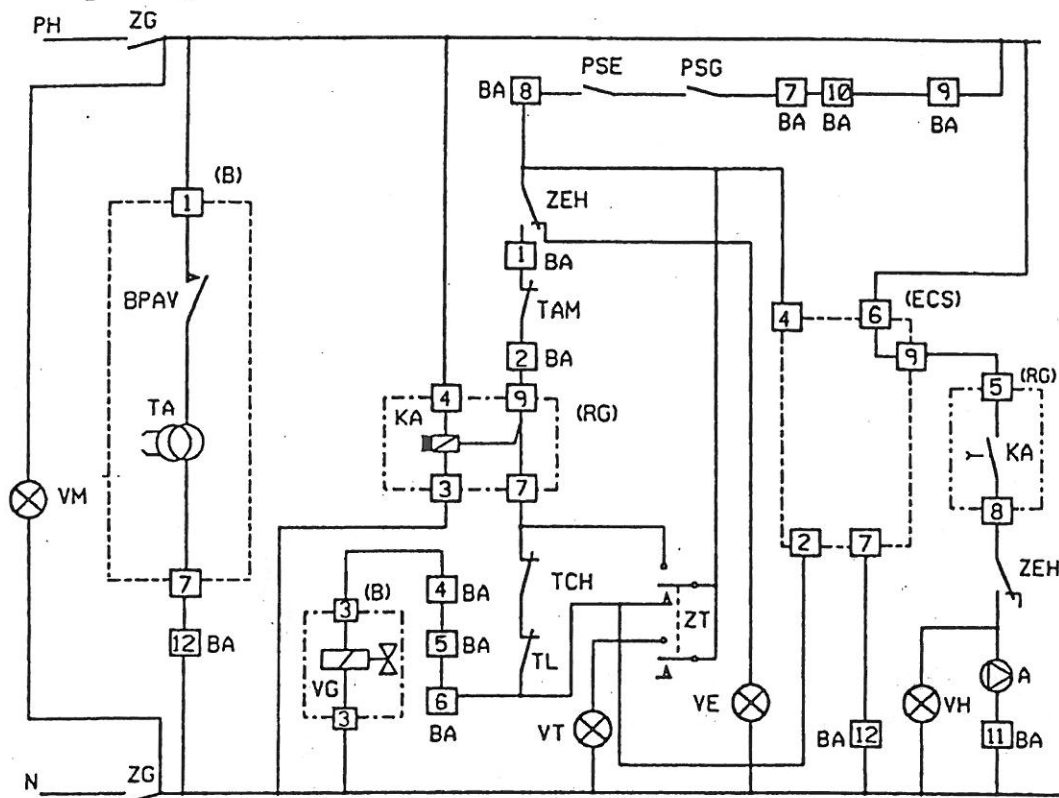 PH ZG
PSE PSG
BA 8 7 10 9
BA BA BA
1 (B)
ZEH
1 BA
BPAV
TAM
4 6 (ECS)
9
2 BA
5 (RG)
TA
KA 4 9 (RG)
KA
VM
3 7
8
2 7
TCH
ZEH
7
3 (B) 4 BA
ZT
12 BA
5 BA
TL
VG
6
A
3
BA
VT
VE
VH
BA 12
11 BA
N ZG